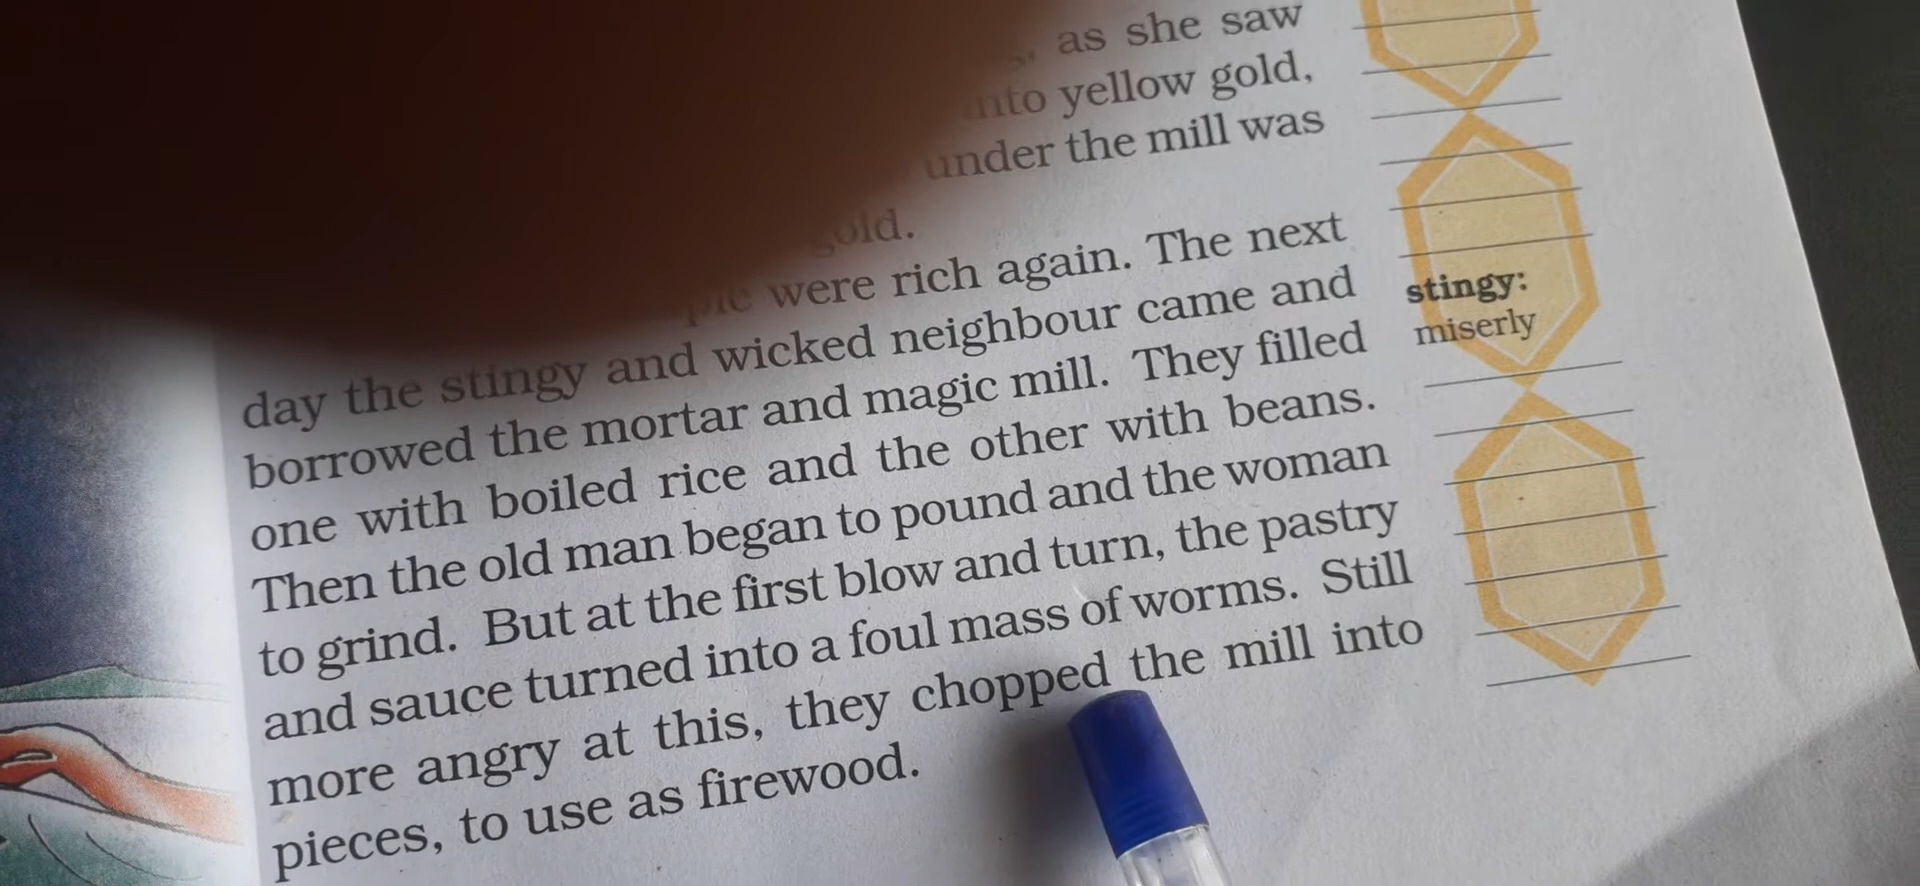 as she saw
yellow gold,
under the mill was
were rich again. The next
day the stingy and wicked neighbour came and
borrowed the mortar and magic mill. They filled
one with boiled rice and the other with beans.
Then the old man began to pound and the woman
to grind. But at the first blow and turn, the pastry
and sauce turned into a foul mass of worms. Still
more angry at this, they chopped the mill into
pieces, to use as firewood.
stingy:
miserly